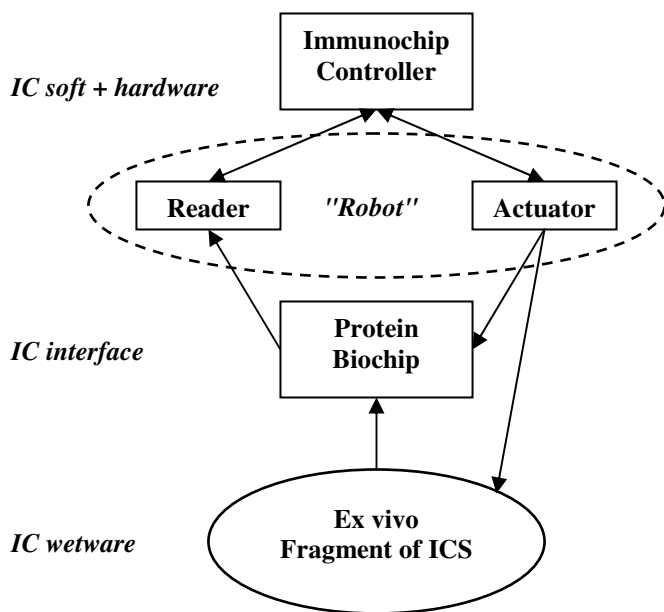 Immunochip
Controller
IC soft + hardware
Reader
"Robot"
Actuator
Protein
Biochip
IC interface
Ex vivo
Fragment of ICS
IC wetware